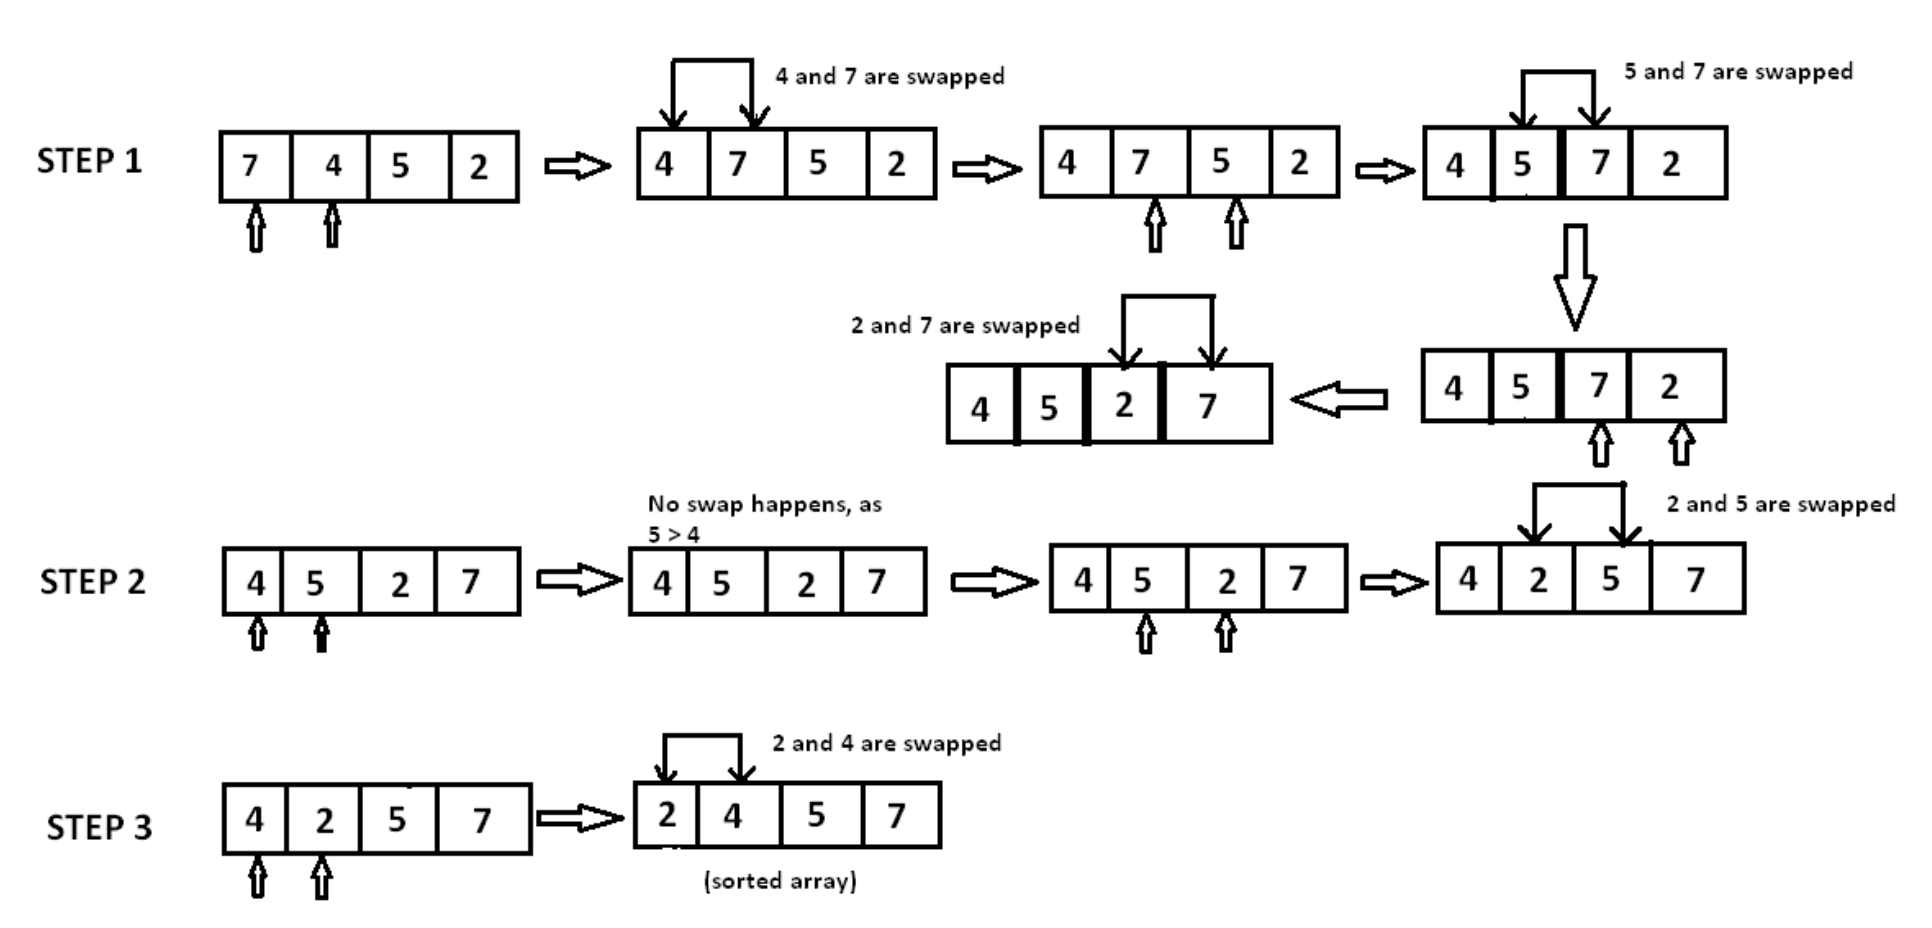 4 and 7 are swapped
5 and 7 are swapped
STEP 1
7 4 5 2
4 7 5 2
4 7 5 2
4 5 7 2
2 and 7 are swapped
4 5 2 7
4 5 7 2
No swap happens, as
5 > 4
2 and 5 are swapped
STEP 2
4 5 2 7
4 5 2 7
4 5 2 7
4 2 5 7
2 and 4 are swapped
STEP 3
4 2 5 7
2 4 5 7
(sorted array)